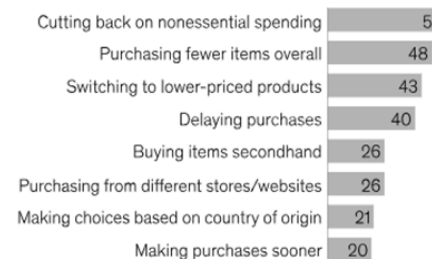 Cutting back on nonessential spending
Purchasing fewer items overall 48
Switching to lower-priced products 43
Delaying purchases 40
Buying items secondhand 26
Purchasing from different stores/websites 26
Making choices based on country of origin 21
Making purchases sooner 20